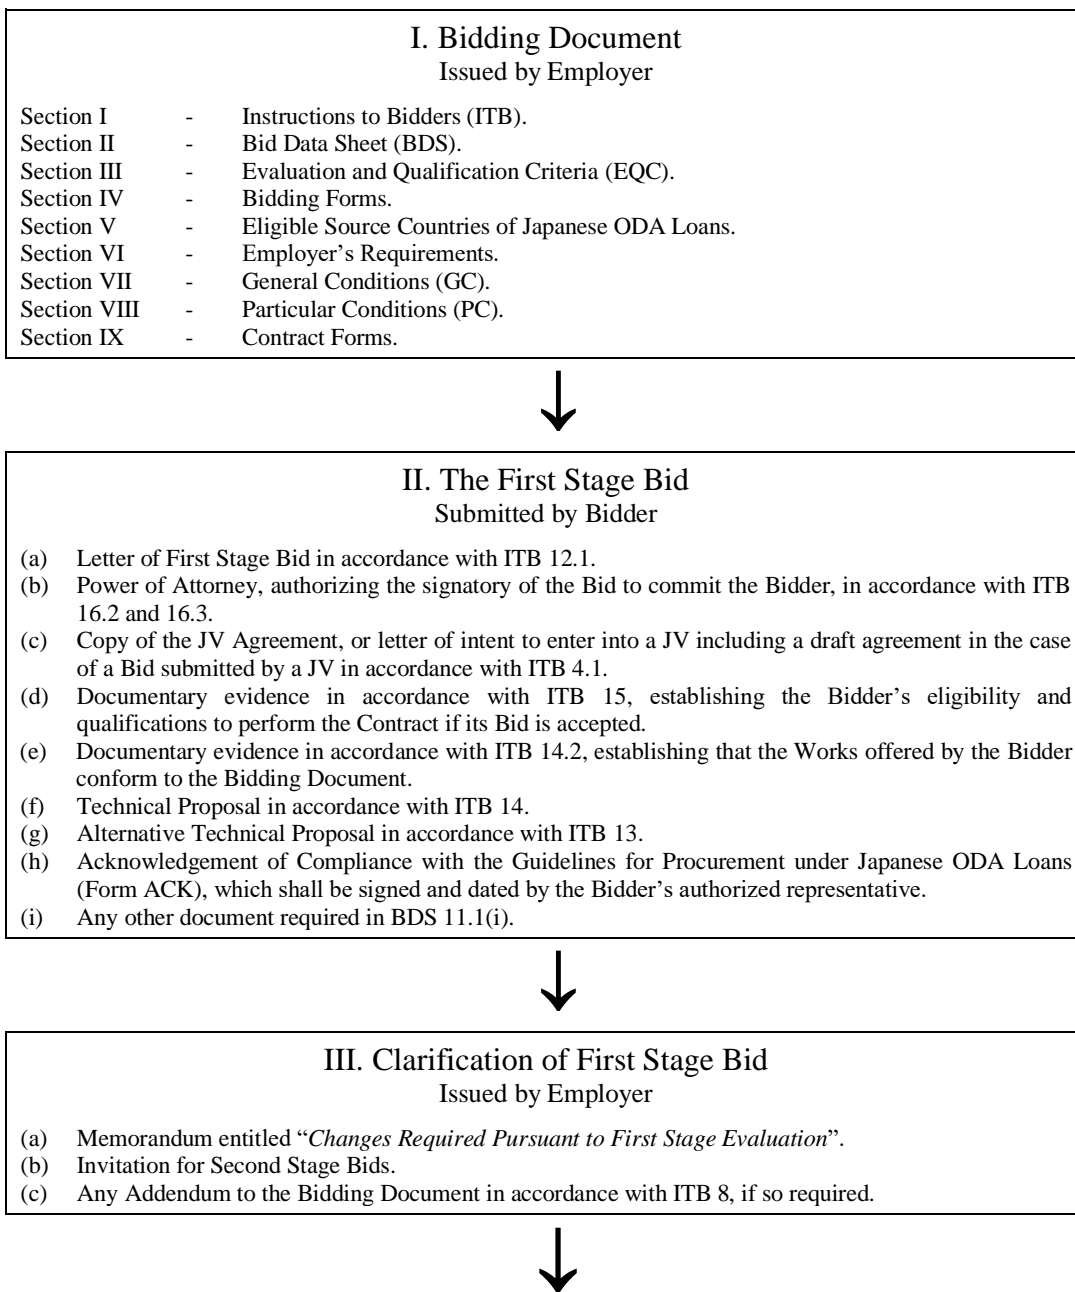 I. Bidding Document
Issued by Employer
Section I - Instructions to Bidders (ITB).
Section II - Bid Data Sheet (BDS).
Section III - Evaluation and Qualification Criteria (EQC).
Section IV - Bidding Forms.
Section V - Eligible Source Countries of Japanese ODA Loans.
Section VI - Employer’s Requirements.
Section VII - General Conditions (GC).
Section VIII - Particular Conditions (PC).
Section IX - Contract Forms.
II. The First Stage Bid
Submitted by Bidder
(a) Letter of First Stage Bid in accordance with ITB 12.1.
(b) Power of Attorney, authorizing the signatory of the Bid to commit the Bidder, in accordance with ITB
16.2 and 16.3.
(c) Copy of the JV Agreement, or letter of intent to enter into a JV including a draft agreement in the case
of a Bid submitted by a JV in accordance with ITB 4.1.
(d) Documentary evidence in accordance with ITB 15, establishing the Bidder’s eligibility and
qualifications to perform the Contract if its Bid is accepted.
(e) Documentary evidence in accordance with ITB 14.2, establishing that the Works offered by the Bidder
conform to the Bidding Document.
(f) Technical Proposal in accordance with ITB 14.
(g) Alternative Technical Proposal in accordance with ITB 13.
(h) Acknowledgement of Compliance with the Guidelines for Procurement under Japanese ODA Loans
(Form ACK), which shall be signed and dated by the Bidder’s authorized representative.
(i) Any other document required in BDS 11.1(i).
III. Clarification of First Stage Bid
Issued by Employer
(a) Memorandum entitled “Changes Required Pursuant to First Stage Evaluation”.
(b) Invitation for Second Stage Bids.
(c) Any Addendum to the Bidding Document in accordance with ITB 8, if so required.